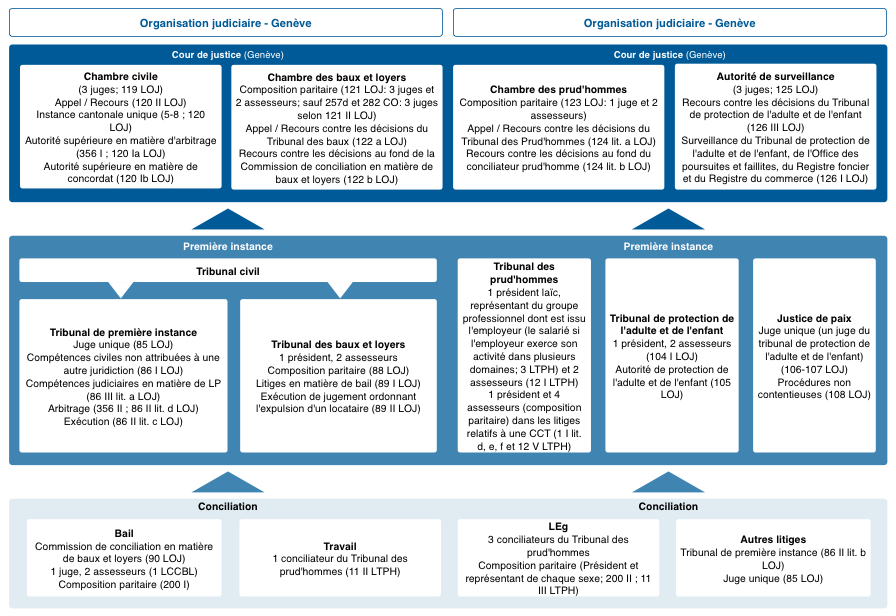 Organisation judiciaire - Genève
Organisation judiciaire - Genève
Cour de justice (Genève)
Chambre civile
(3 juges; 119 LOJ)
Appel / Recours (120 II LOJ)
Instance cantonale unique (5-8 ; 120
LOJ)
Autorité supérieure en matière d'arbitrage
(356 I ; 120 Ia LOJ)
Autorité supérieure en matière de
concordat (120 Ib LOJ)
Chambre des baux et loyers
Composition paritaire (121 LOJ: 3 juges et
2 assesseurs; sauf 257d et 282 CO: 3 juges
selon 121 II LOJ)
Appel / Recours contre les décisions du
Tribunal des baux (122 a LOJ)
Recours contre les décisions au fond de la
Commission de conciliation en matière de
baux et loyers (122 b LOJ)
Cour de justice (Genève)
Chambre des prud'hommes
Composition paritaire (123 LOJ: 1 juge et 2
assesseurs)
Appel / Recours contre les décisions du
Tribunal des Prud'hommes (124 lit. a LOJ)
Recours contre les décisions au fond du
conciliateur prud'homme (124 lit. b LOJ)
Autorité de surveillance
(3 juges; 125 LOJ)
Recours contre les décisions du Tribunal
de protection de l'adulte et de l'enfant
(126 III LOJ)
Surveillance du Tribunal de protection de
l'adulte et de l'enfant, de l'Office des
poursuites et faillites, du Registre foncier
et du Registre du commerce (126 I LOJ)
Première instance
Tribunal civil
Tribunal de première instance
Juge unique (85 LOJ)
Compétences civiles non attribuées à une
autre juridiction (86 I LOJ)
Compétences judiciaires en matière de LP
(86 III lit. a LOJ)
Arbitrage (356 II ; 86 II lit. d LOJ)
Exécution (86 II lit. c LOJ)
Tribunal des baux et loyers
1 président, 2 assesseurs
Composition paritaire (88 LOJ)
Litiges en matière de bail (89 I LOJ)
Exécution de jugement ordonnant
l'expulsion d'un locataire (89 II LOJ)
Première instance
Tribunal des
prud'hommes
1 président laïc,
représentant du groupe
professionnel dont est issu
l'employeur (le salarié si
l'employeur exerce son
activité dans plusieurs
domaines; 3 LTPH) et 2
assesseurs (12 I LTPH)
1 président et 4
assesseurs (composition
paritaire) dans les litiges
relatifs à une CCT (1 I lit.
d, e, f et 12 V LTPH)
Tribunal de protection de
l'adulte et de l'enfant
1 président, 2 assesseurs
(104 I LOJ)
Autorité de protection de
l'adulte et de l'enfant (105
LOJ)
Justice de paix
Juge unique (un juge du
tribunal de protection de
l'adulte et de l'enfant)
(106-107 LOJ)
Procédures non
contentieuses (108 LOJ)
Conciliation
Bail
Commission de conciliation en matière
de baux et loyers (90 LOJ)
1 juge, 2 assesseurs (1 LCCBL)
Composition paritaire (200 I)
Travail
1 conciliateur du Tribunal des
prud'hommes (11 II LTPH)
Conciliation
LEg
3 conciliateurs du Tribunal des
prud'hommes
Composition paritaire (Président et
représentant de chaque sexe; 200 II ; 11
III LTPH)
Autres litiges
Tribunal de première instance (86 II lit. b
LOJ)
Juge unique (85 LOJ)